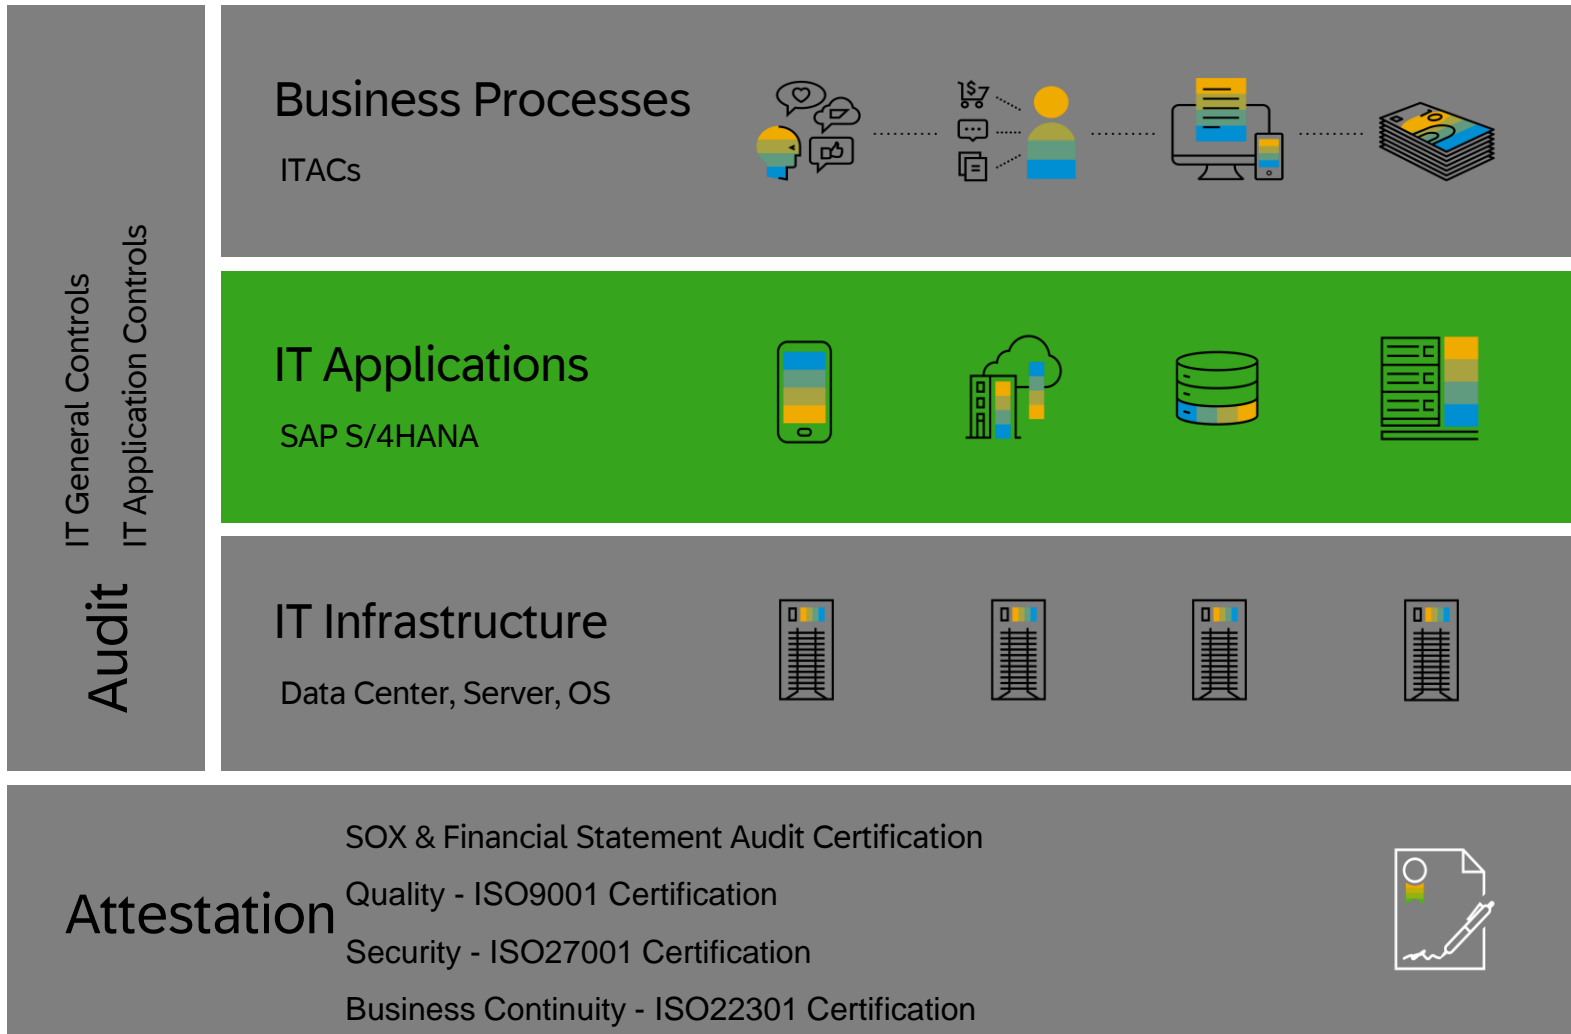 Business Processes
ITACs
IT Applications
SAP S/4HANA
IT Infrastructure
Data Center, Server, OS
Audit
IT General Controls
IT Application Controls
Attestation
SOX & Financial Statement Audit Certification
Quality - ISO9001 Certification
Security - ISO27001 Certification
Business Continuity - ISO22301 Certification
$
10